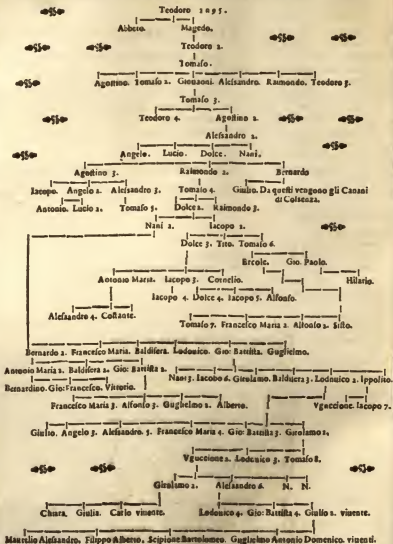 Teodoro 1095.
Abbeto. Magedo.
Teodoro 2.
Tomaso.
Agostino. Tomaso 2. Giouaoni. Alessandro. Raimondo. Teodoro 3.
Tomaso 3.
Teodoro 4. Agostino 2.
Alessandro 2.
Angelo. Lucio. Dolce. Nani.
Agostino 3. Raimondo 2. Bernardo
Iacopo. Angelo 2. Alessandro 3. Tomaso 4. Giulio. Da questi vengono gli Canani
di Cosenza.
Antonio. Lucio 2. Tomaso 5. Dolce 2. Raimondo 3.
Nani 2. Iacopo 2.
Dolce 3. Tito. Tomaso 6.
Ercole. Gio. Paolo.
Antonio Maria. Iacopo 3. Cornelio. Hilario.
Iacopo 4. Dolce 4. Iacopo 5. Alfonso.
Alessandro 4. Costante.
Tomaso 7. Francesco Maria 2. Alfonso 2. Sisto.
Bernardo 2. Francesco Maria. Baldisera. Lodouico. Gio: Battista. Guglielmo.
Antonio Maria 2. Baldisera 2. Gio: Battista 2.
Nani 3. Iacobo 6. Girolamo. Balduera 3. Lodouico 2. Ippolito.
Bernardino. Gio: Francesco. Vittorio.
Francesco Maria 3. Alfonso 3. Guglielmo 2. Alberto.
Vguccione. Iacopo 7.
Giulio. Angelo 3. Alessandro. 5. Francesco Maria 4. Gio: Battista 3. Girolamo 2,
Vguccione 2. Lodouico 3. Tomaso 8.
Girolamo 2. Alessandro 6. N. N.
Chiara. Giulia. Carlo viuente. Lodouico 4. Gio: Battista 4. Giulio 2. viuente.
Maurelio Alessandro. Filippo Alberto. Scipione Bartolomeo. Guglielmo Antonio Domenico. viuenti.